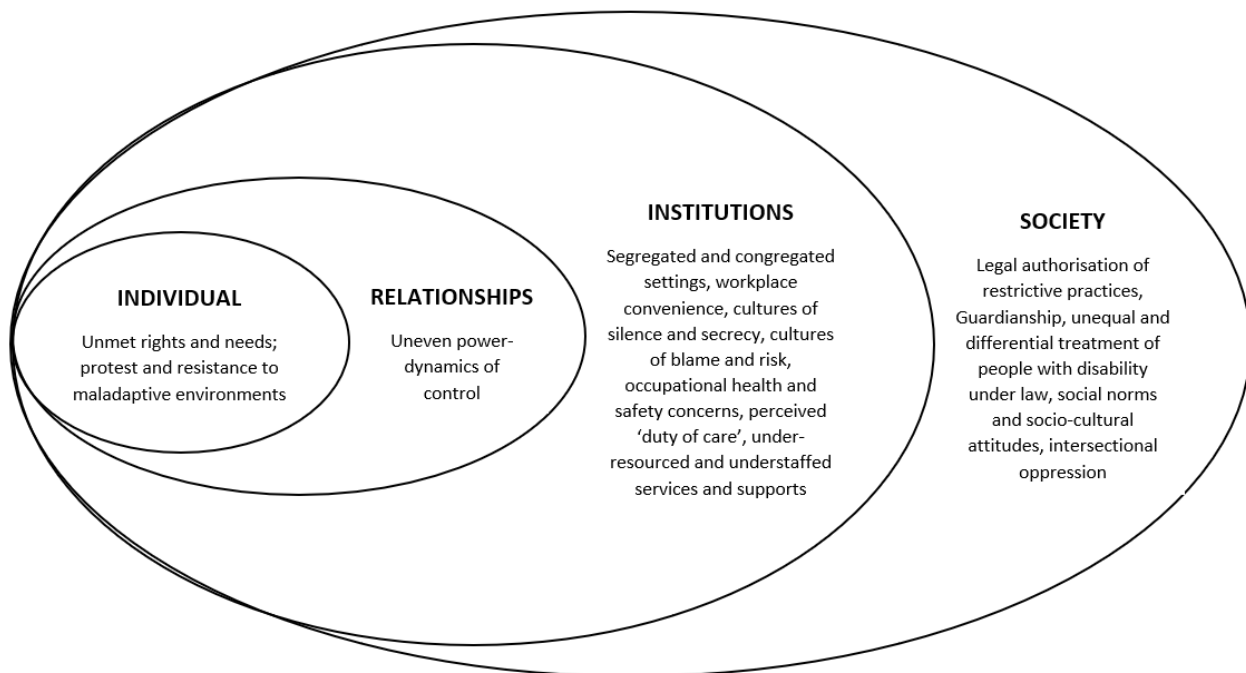 INDIVIDUAL
Unmet rights and needs;
protest and resistance to
maladaptive environments
RELATIONSHIPS
Uneven power-
dynamics of
control
INSTITUTIONS
Segregated and congregated
settings, workplace
convenience, cultures of
silence and secrecy, cultures
of blame and risk,
occupational health and
safety concerns, perceived
‘duty of care’, under-
resourced and understaffed
services and supports
SOCIETY
Legal authorisation of
restrictive practices,
Guardianship, unequal and
differential treatment of
people with disability
under law, social norms
and socio-cultural
attitudes, intersectional
oppression